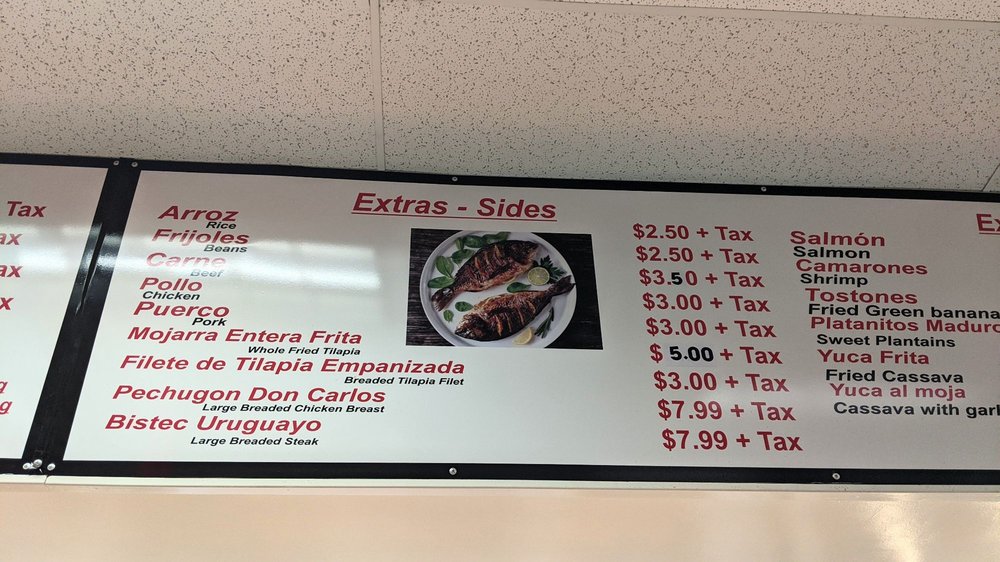 Tax
ax
ax
x
g
g
Extras - Sides
Arroz
Rice
Frijoles
Beans
Carne
Beef
Pollo
Chicken
Puerco
Pork
Mojarra Entera Frita
Whole Fried Tilapia
Filete de Tilapia Empanizada
Breaded Tilapia Filet
Pechugon Don Carlos
Large Breaded Chicken Breast
Bistec Uruguayo
Large Breaded Steak
$2.50 + Tax
$2.50 + Tax
$3.50 + Tax
$3.00 + Tax
$3.00 + Tax
$ 5.00 + Tax
$3.00 + Tax
$7.99 + Tax
$7.99 + Tax
Ex
Salmón
Salmon
Camarones
Shrimp
Tostones
Fried Green banana
Platanitos Maduro
Sweet Plantains
Yuca Frita
Fried Cassava
Yuca al moja
Cassava with garl